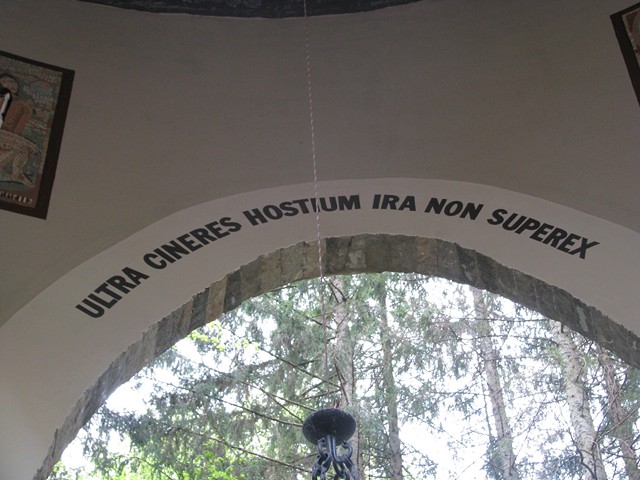 ULTRA CINERES HOSTIUM IRA NON SUPEREX